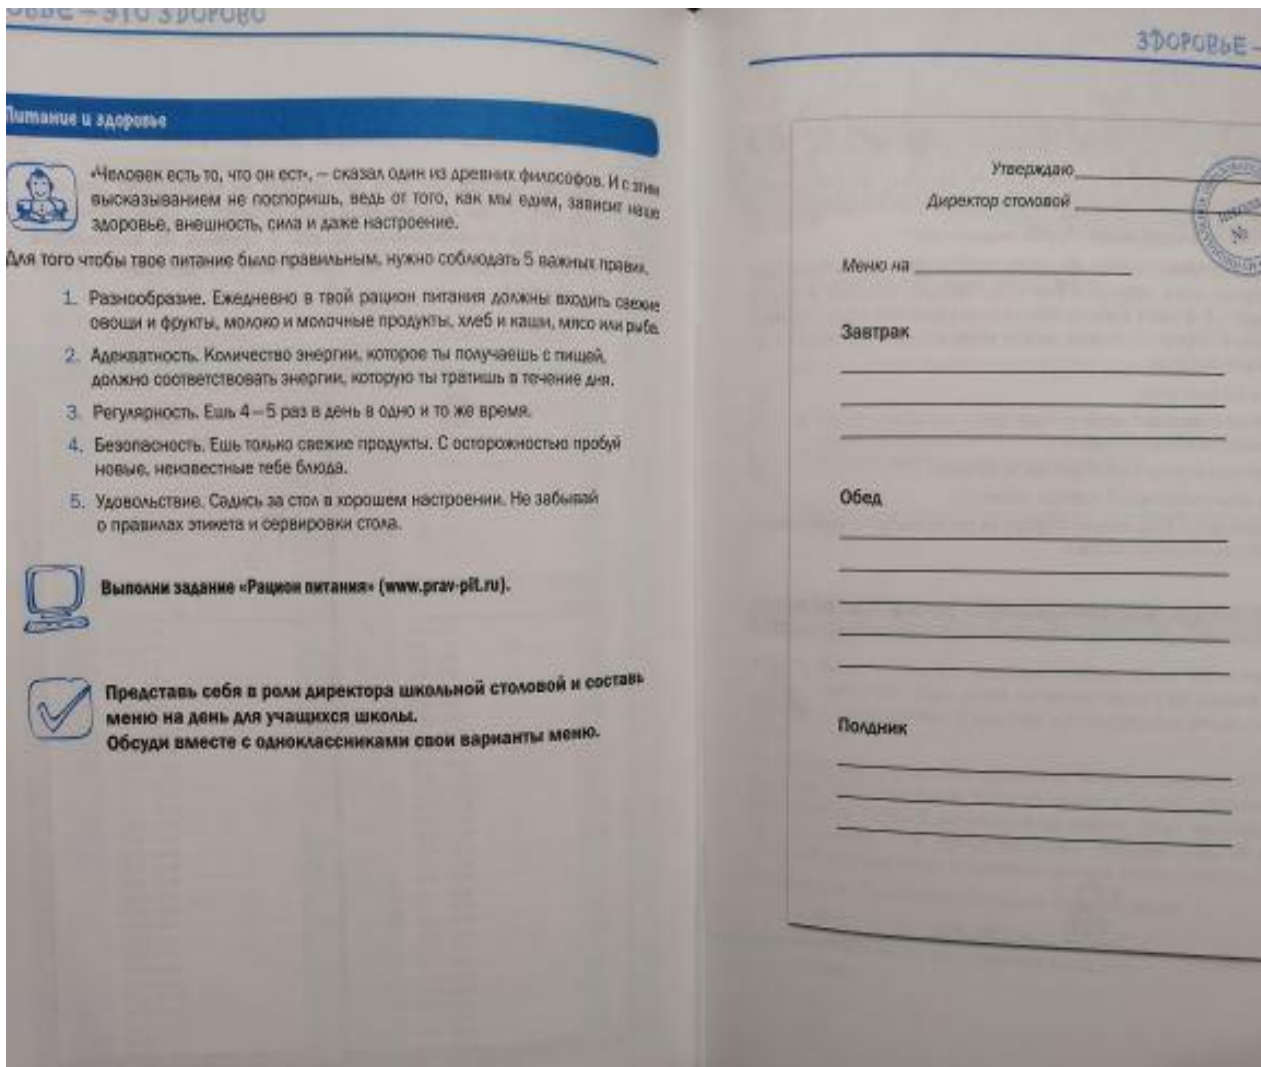 ЭТО ЗДОРОВО
Питание и здоровье
«Человек есть то, что он ест», — сказал один из древних философов. И с этим
высказыванием не поспоришь, ведь от того, как мы едим, зависит наше
здоровье, внешность, сила и даже настроение.
Для того чтобы твое питание было правильным, нужно соблюдать 5 важных правил.
1. Разнообразие. Ежедневно в твой рацион питания должны входить свежие
овощи и фрукты, молоко и молочные продукты, хлеб и каши, мясо или рыба.
2. Адекватность. Количество энергии, которое ты получаешь с пищей,
должно соответствовать энергии, которую ты тратишь в течение дня.
3. Регулярность. Ешь 4—5 раз в день в одно и то же время.
4. Безопасность. Ешь только свежие продукты. С осторожностью пробуй
новые, неизвестные тебе блюда.
5. Удовольствие. Садись за стол в хорошем настроении. Не забывай
о правилах этикета и сервировки стола.
Выполни задание «Рацион питания» (www.prav-pit.ru).
Представь себя в роли директора школьной столовой и составь
меню на день для учащихся школы.
Обсуди вместе с одноклассниками свои варианты меню.
ЗДОРОВЬЕ —
Утверждаю
Директор столовой
№
Меню на
Завтрак
Обед
Полдник